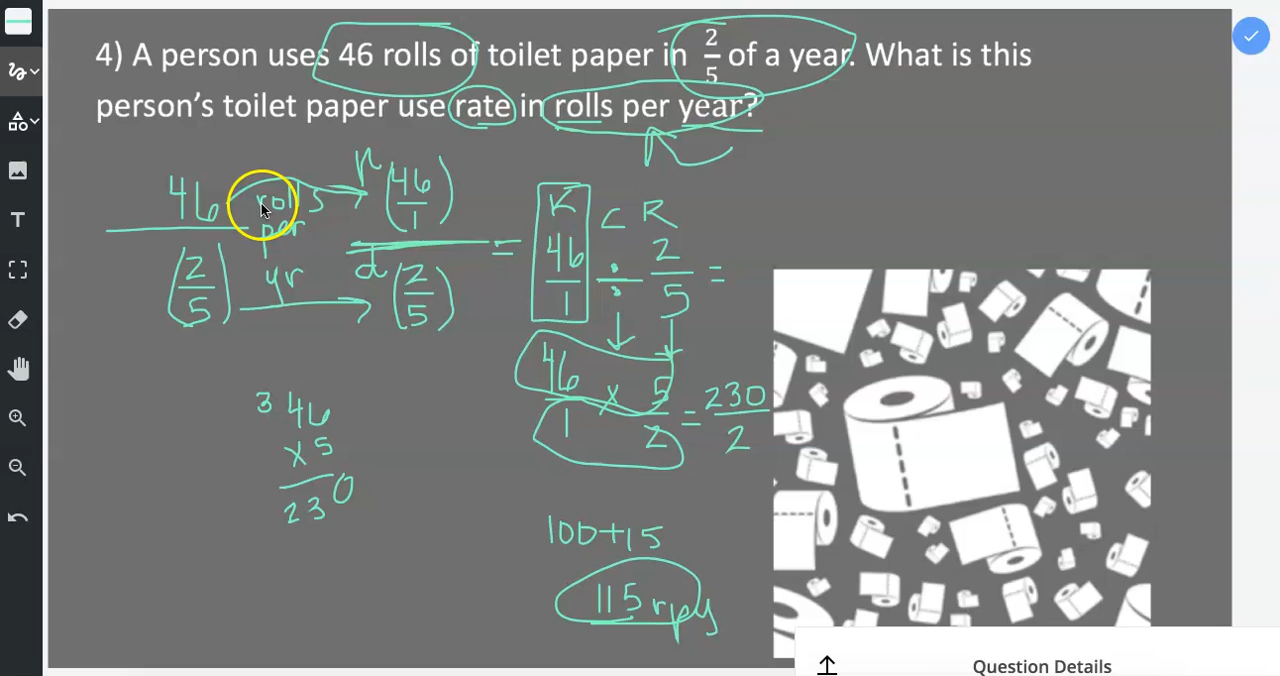 4) A person uses 46 rolls of toilet paper in 2/5 of a year. What is this
person's toilet paper use rate in rolls per year?
46 rolls
per
(2/5) yr
n (46/1)
d (2/5)
=
K C R
46/1 ÷ 2/5 =
46/1 x 5/2 = 230/2
3 46
x 5
230
100+15
115 rpy
T
Question Details